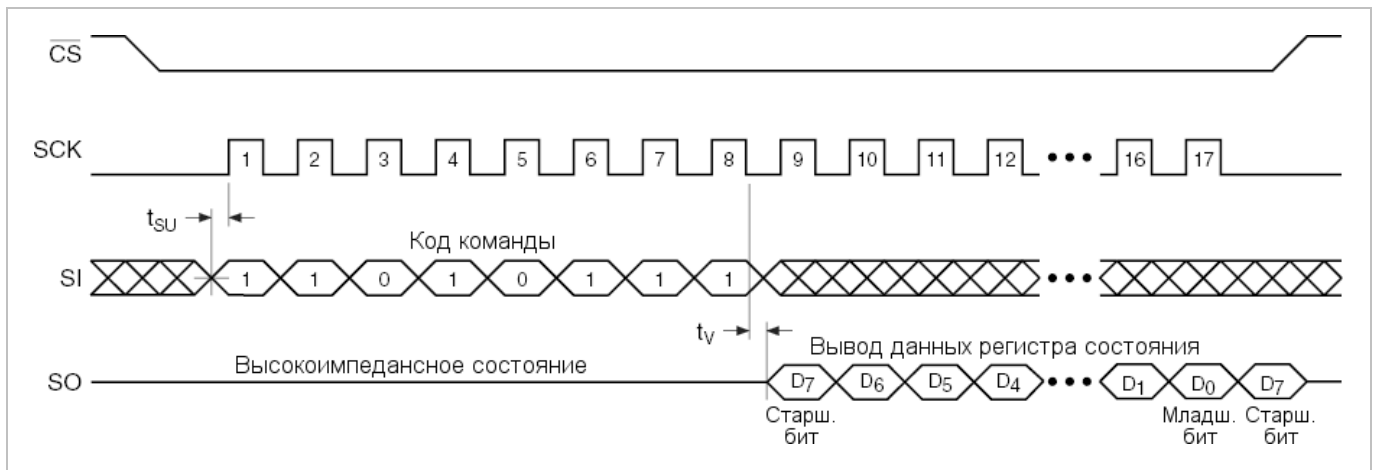 CS
SCK 1 2 3 4 5 6 7 8 9 10 11 12 ••• 16 17
tSU
Код команды
SI 1 1 0 1 0 1 1 1 •••
tV
Вывод данных регистра состояния
Высокоимпедансное состояние
SO D7 D6 D5 D4 ••• D1 D0 D7
Старш. бит
Младш. бит
Старш. бит